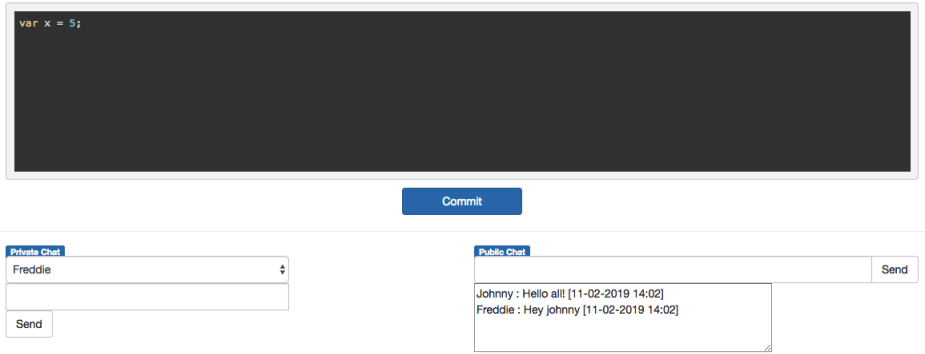 var x = 5;
Commit
Private Chat
Freddie
Send
Public Chat
Send
Johnny : Hello all! [11-02-2019 14:02]
Freddie : Hey johnny [11-02-2019 14:02]